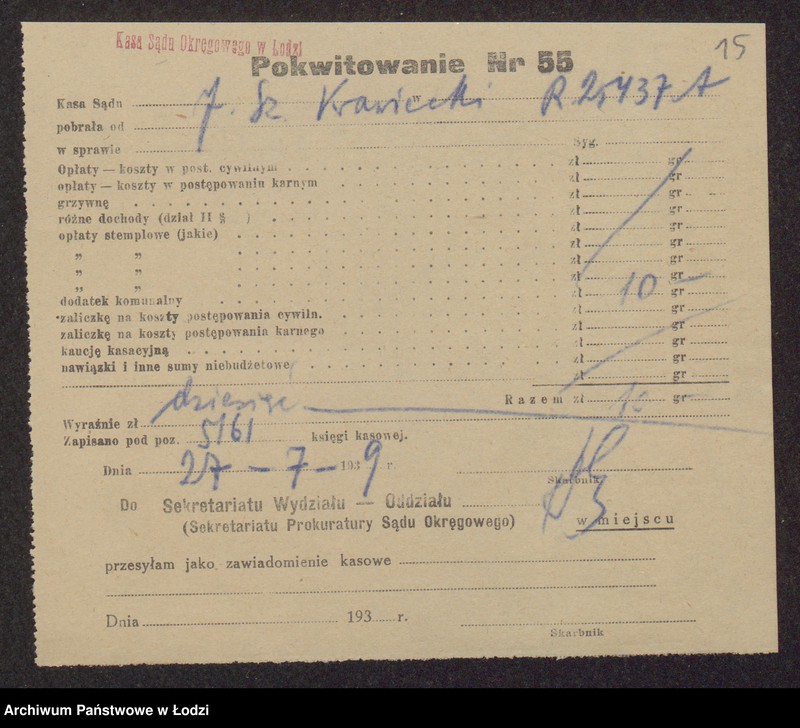 15
Kasa Sądu Okręgowego w Łodzi
Pokwitowanie Nr 55
Kasa Sądu
J. Sz. Krawiecki R 25437 A
pobrała od
w sprawie Syg.
Opłaty — koszty w post. cywilnym zł gr
opłaty — koszty w postępowaniu karnym zł gr
grzywnę zł gr
różne dochody (dział II § ) zł gr
opłaty stemplowe (jakie) zł gr
„ „ zł gr
„ „ zł gr
„ „ zł gr
dodatek komunalny zł 10 — gr
zaliczkę na koszty postępowania cywiln. zł gr
zaliczkę na koszty postępowania karnego zł gr
kaucję kasacyjną zł gr
nawiązki i inne sumy niebudżetowe zł gr
Razem zł 10 — gr
Wyraźnie zł dziesięć
Zapisano pod poz. 5161 księgi kasowej.
Dnia 27 — 7 — 1939 r.
Skarbnik
Do Sekretariatu Wydziału — Oddziału
(Sekretariatu Prokuratury Sądu Okręgowego) w miejscu
przesyłam jako zawiadomienie kasowe
Dnia 193 r.
Skarbnik
Archiwum Państwowe w Łodzi